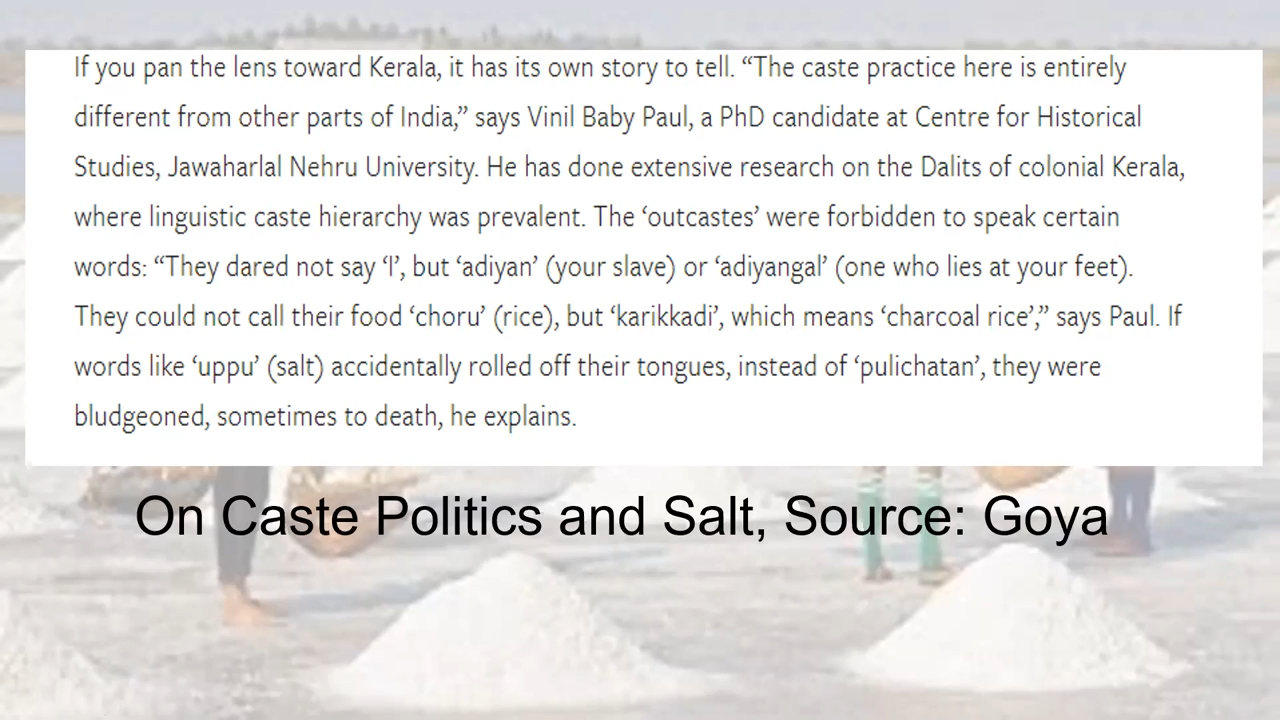 If you pan the lens toward Kerala, it has its own story to tell. “The caste practice here is entirely
different from other parts of India,” says Vinil Baby Paul, a PhD candidate at Centre for Historical
Studies, Jawaharlal Nehru University. He has done extensive research on the Dalits of colonial Kerala,
where linguistic caste hierarchy was prevalent. The ‘outcastes’ were forbidden to speak certain
words: “They dared not say ‘I’, but ‘adiyan’ (your slave) or ‘adiyangal’ (one who lies at your feet).
They could not call their food ‘choru’ (rice), but ‘karikkadi’, which means ‘charcoal rice’,” says Paul. If
words like ‘uppu’ (salt) accidentally rolled off their tongues, instead of ‘pulichatan’, they were
bludgeoned, sometimes to death, he explains.
On Caste Politics and Salt, Source: Goya